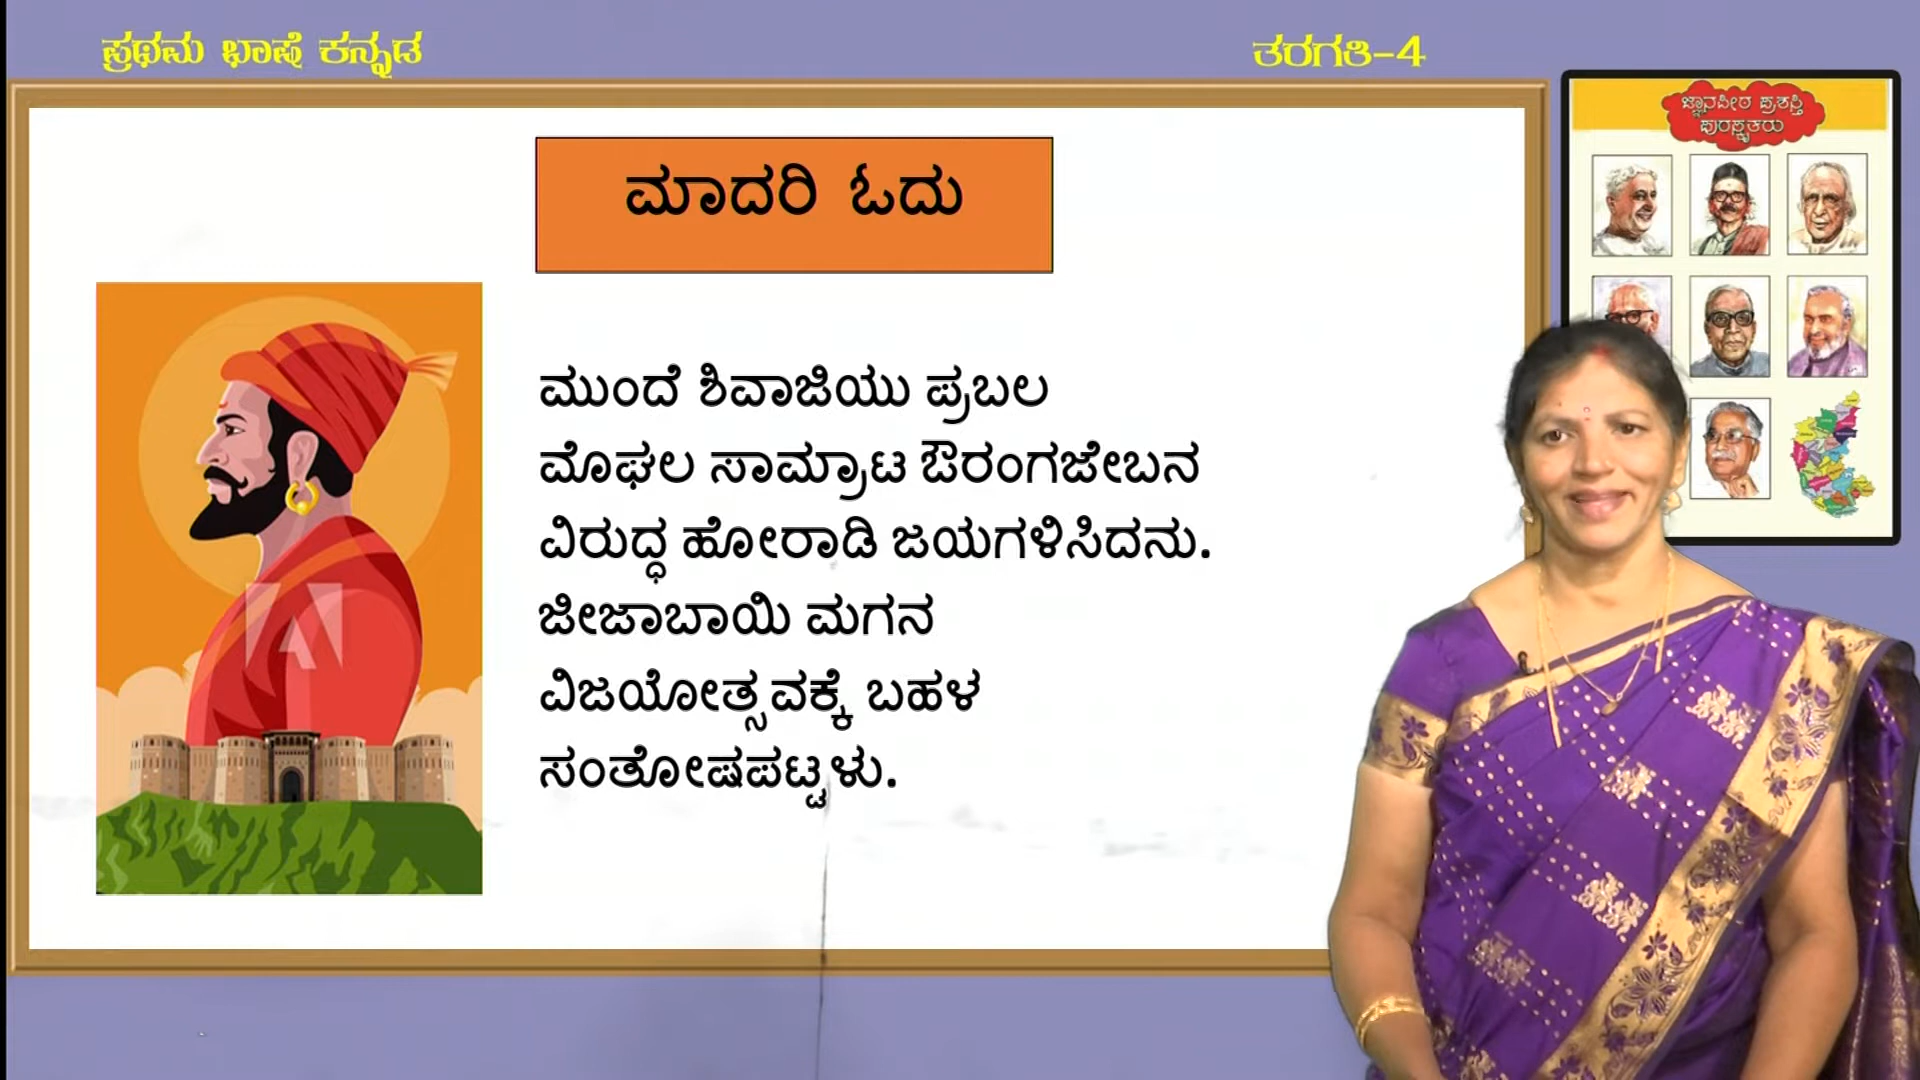 ಪ್ರಥಮ ಭಾಷೆ ಕನ್ನಡ
ತರಗತಿ-4
ಜ್ಞಾನಪೀಠ ಪ್ರಶಸ್ತಿ
ಪುರಸ್ಕೃತರು
ಮಾದರಿ ಓದು
ಮುಂದೆ ಶಿವಾಜಿಯು ಪ್ರಬಲ
ಮೊಘಲ ಸಾಮ್ರಾಟ ಔರಂಗಜೇಬನ
ವಿರುದ್ಧ ಹೋರಾಡಿ ಜಯಗಳಿಸಿದನು.
ಜೀಜಾಬಾಯಿ ಮಗನ
ವಿಜಯೋತ್ಸವಕ್ಕೆ ಬಹಳ
ಸಂತೋಷಪಟ್ಟಳು.